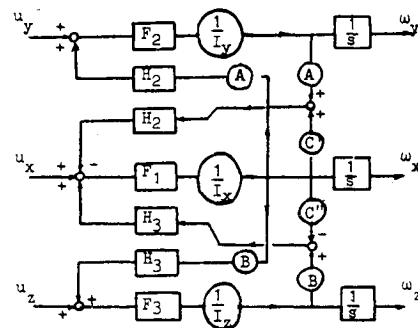 u_y + + F_2 1/I_y 1/s ω_y
H_2 A A
H_2 + +
C'
u_x + + - F_1 1/I_x 1/s ω_x
C"
H_3 - +
H_3 B B
u_z + + F_3 1/I_z 1/s ω_z